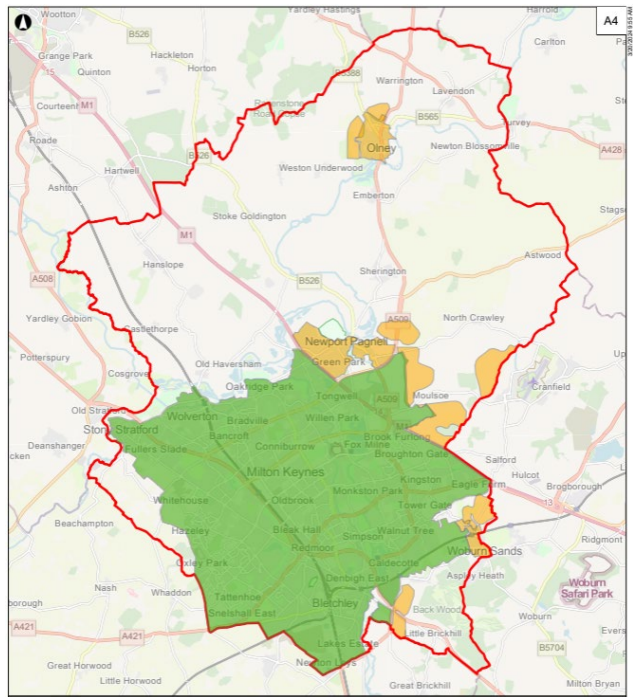 Wootton
Yardley Hastings
Harrold
A4
B526
Hackleton
Carlton
Grange Park
Quinton
Horton
15
Warrington
Lavendon
Courteen
M1
B565
Roade
Olney
Newton Blossomville
A428
Hartwell
Weston Underwood
Ashton
Emberton
Stoke Goldington
M1
Astwood
Hanslope
Sherington
A508
B526
Yardley Gobion
Castlethorpe
A509
North Crawley
Newport Pagnell
Potterspury
Old Haversham
Green Park
Cosgrove
Cranfield
Oakridge Park
Moulsoe
Tongwell
A509
Old Stratford
Wolverton
Willen Park
Stony Stratford
Bradville
M1
Deanshanger
Bancroft
Brook Furlong
Fullers Slade
Conniburrow
Fox Milne
Broughton Gate
Salford
Milton Keynes
Hulcot
Kingston
Brogborough
Whitehouse
Oldbrook
Monkston Park
Eagle Farm
13
Tower Gate
Beachampton
Hazeley
Bleak Hall
Simpson
Walnut Tree
Ridgmont
Redmoor
Woburn Sands
Oxley Park
Caldecotte
Nash
Denbigh East
Aspley Heath
Woburn
Safari Park
Whaddon
Tattenhoe
Bletchley
Back Wood
Woburn
Snelshall East
A421
A421
Little Brickhill
Lakes Estate
B5704
Great Horwood
Newton Leys
Little Horwood
Great Brickhill
Milton Bryan